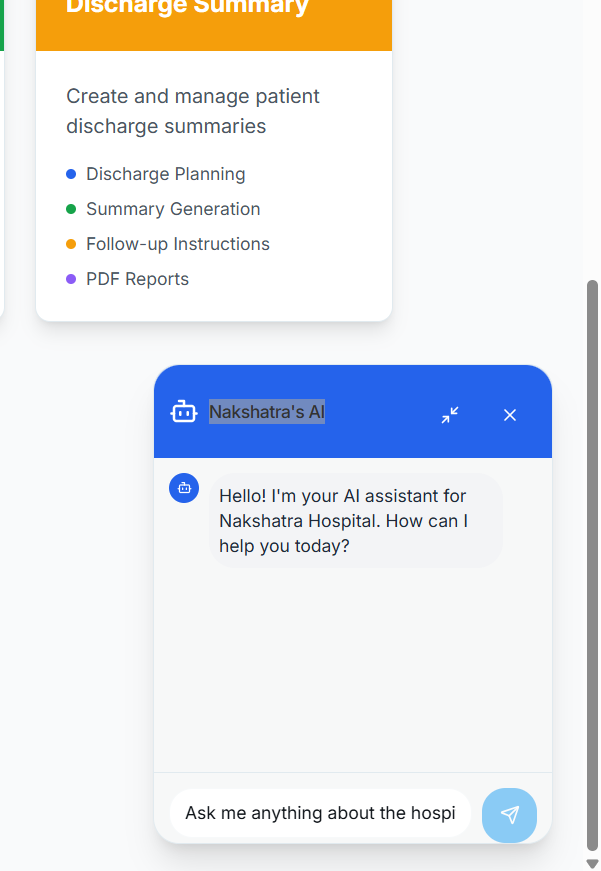 Discharge Summary
Create and manage patient
discharge summaries
Discharge Planning
Summary Generation
Follow-up Instructions
PDF Reports
Nakshatra's AI
Hello! I'm your AI assistant for
Nakshatra Hospital. How can I
help you today?
Ask me anything about the hospi